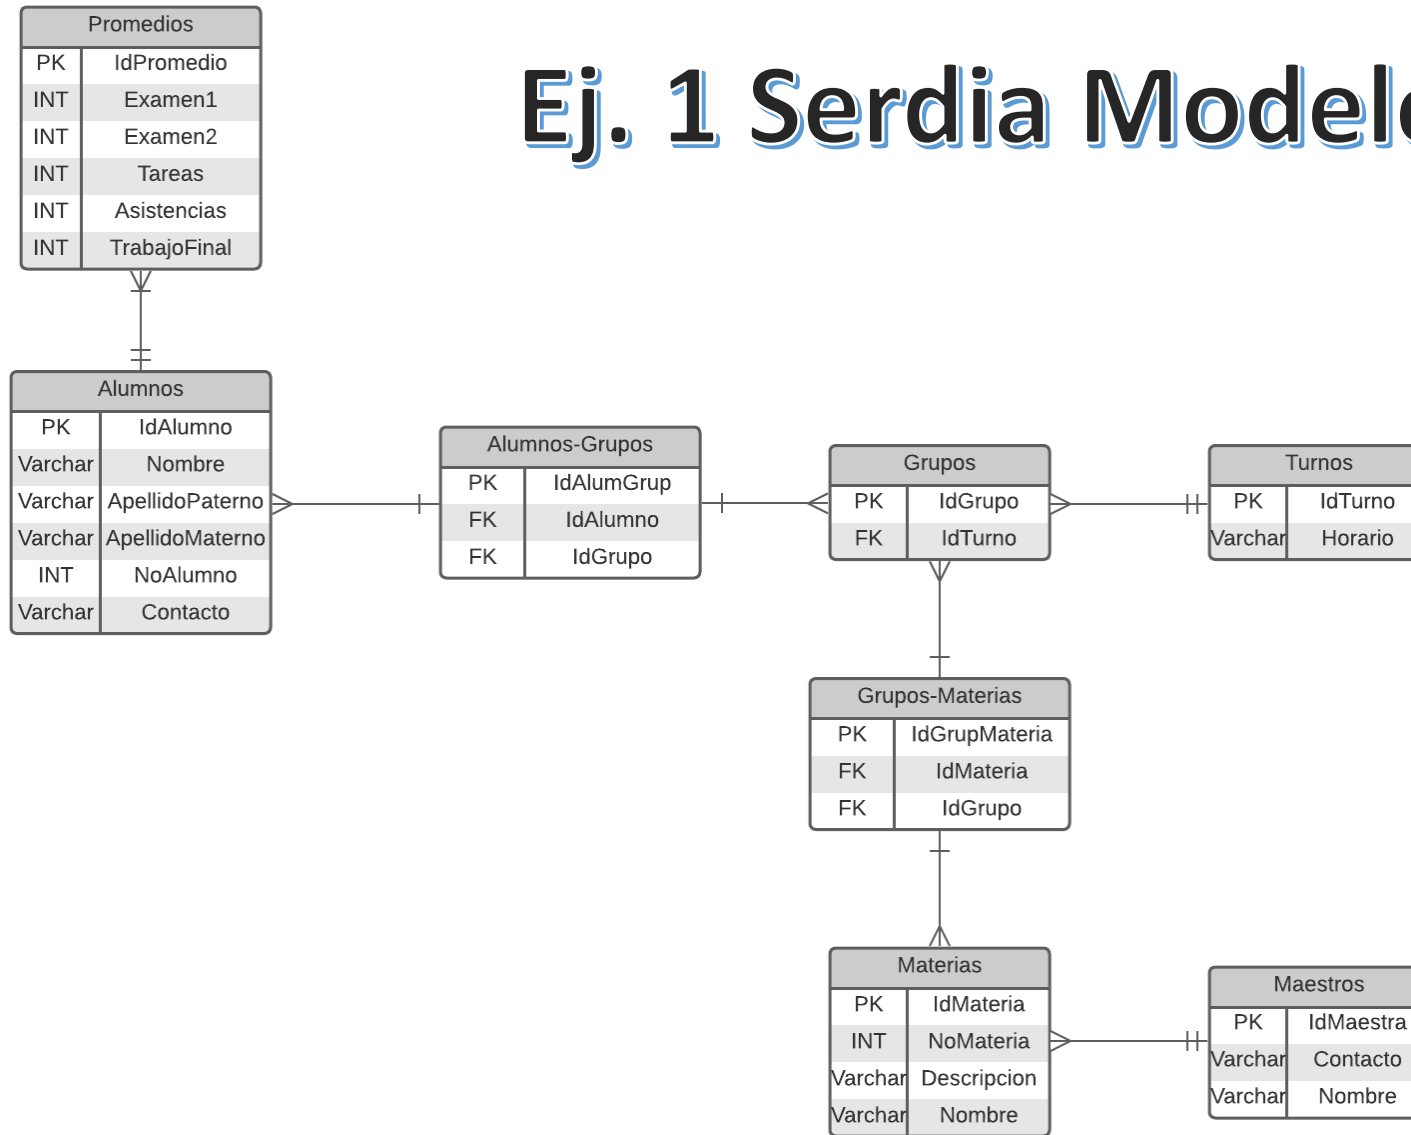 Ej. 1 Serdia Modelo
Promedios
PK IdPromedio
INT Examen1
INT Examen2
INT Tareas
INT Asistencias
INT TrabajoFinal
Alumnos
PK IdAlumno
Varchar Nombre
Varchar ApellidoPaterno
Varchar ApellidoMaterno
INT NoAlumno
Varchar Contacto
Alumnos-Grupos
PK IdAlumGrup
FK IdAlumno
FK IdGrupo
Grupos
PK IdGrupo
FK IdTurno
Turnos
PK IdTurno
Varchar Horario
Grupos-Materias
PK IdGrupMateria
FK IdMateria
FK IdGrupo
Materias
PK IdMateria
INT NoMateria
Varchar Descripcion
Varchar Nombre
Maestros
PK IdMaestra
Varchar Contacto
Varchar Nombre